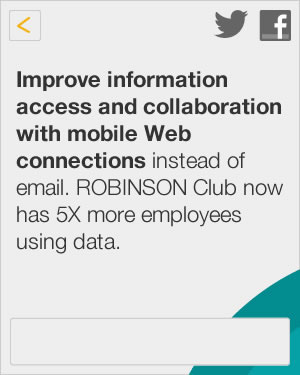 Improve information
access and collaboration
with mobile Web
connections instead of
email. ROBINSON Club now
has 5X more employees
using data.